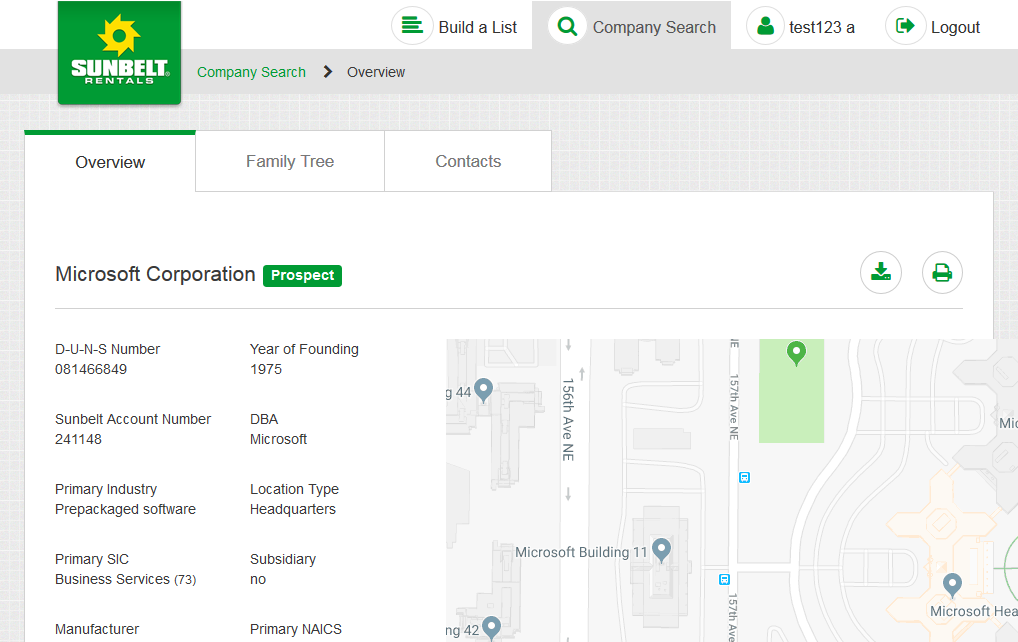 Build a List
Company Search
test123 a
Logout
SUNBELT®
RENTALS
Company Search
Overview
Overview
Family Tree
Contacts
Microsoft Corporation
Prospect
D-U-N-S Number
081466849
Year of Founding
1975
Sunbelt Account Number
241148
DBA
Microsoft
Primary Industry
Prepackaged software
Location Type
Headquarters
Primary SIC
Business Services (73)
Subsidiary
no
Manufacturer
Primary NAICS
NE
g 44
156th Ave NE
157th Ave NE
Mic
Microsoft Building 11
157th Ave
Microsoft Hea
ng 42